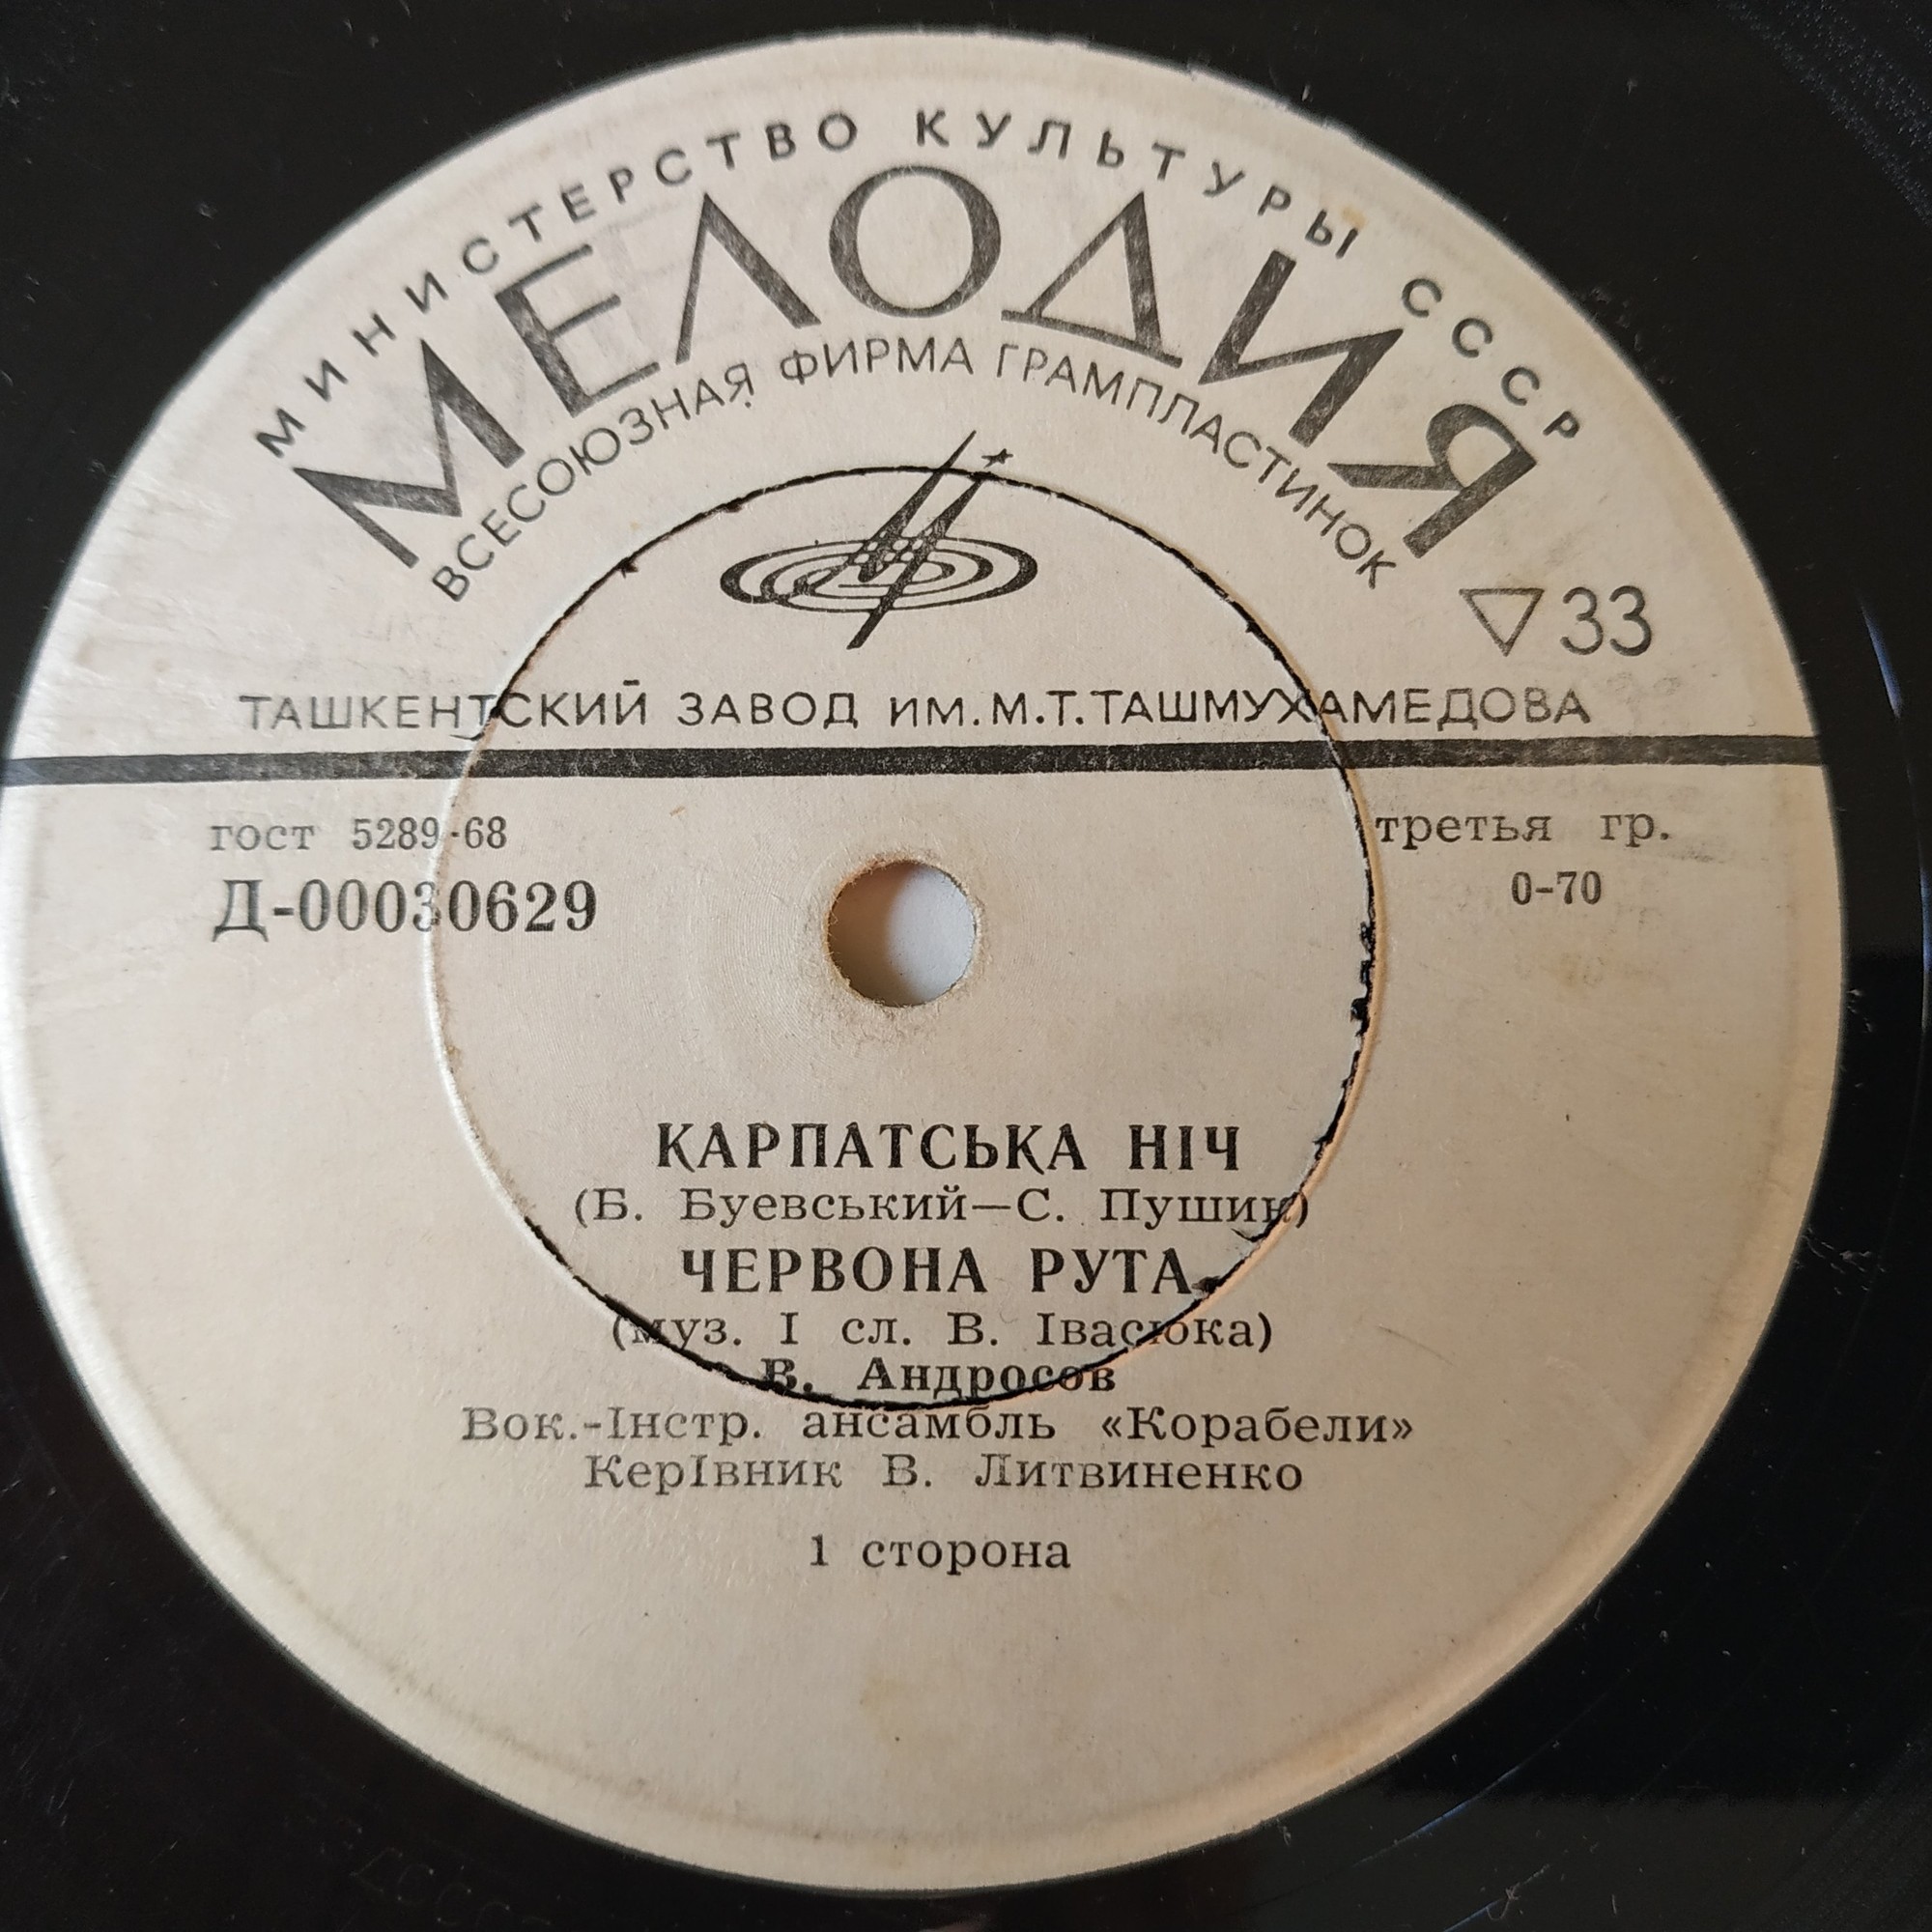 МИНИСТЕРСТВО КУЛЬТУРЫ СССР
МЕЛОДИЯ
ВСЕСОЮЗНАЯ ФИРМА ГРАМПЛАСТИНОК
33
ТАШКЕНТСКИЙ ЗАВОД ИМ. М.Т. ТАШМУХАМЕДОВА
гост 5289-68
третья гр.
Д-00030629
0-70
КАРПАТСЬКА НІЧ
(Б. Буевський—С. Пушик)
ЧЕРВОНА РУТА
(муз. І сл. В. Івасюка)
В. Андросов
Вок.-Інстр. ансамбль «Корабели»
КерІвник В. Литвиненко
1 сторона